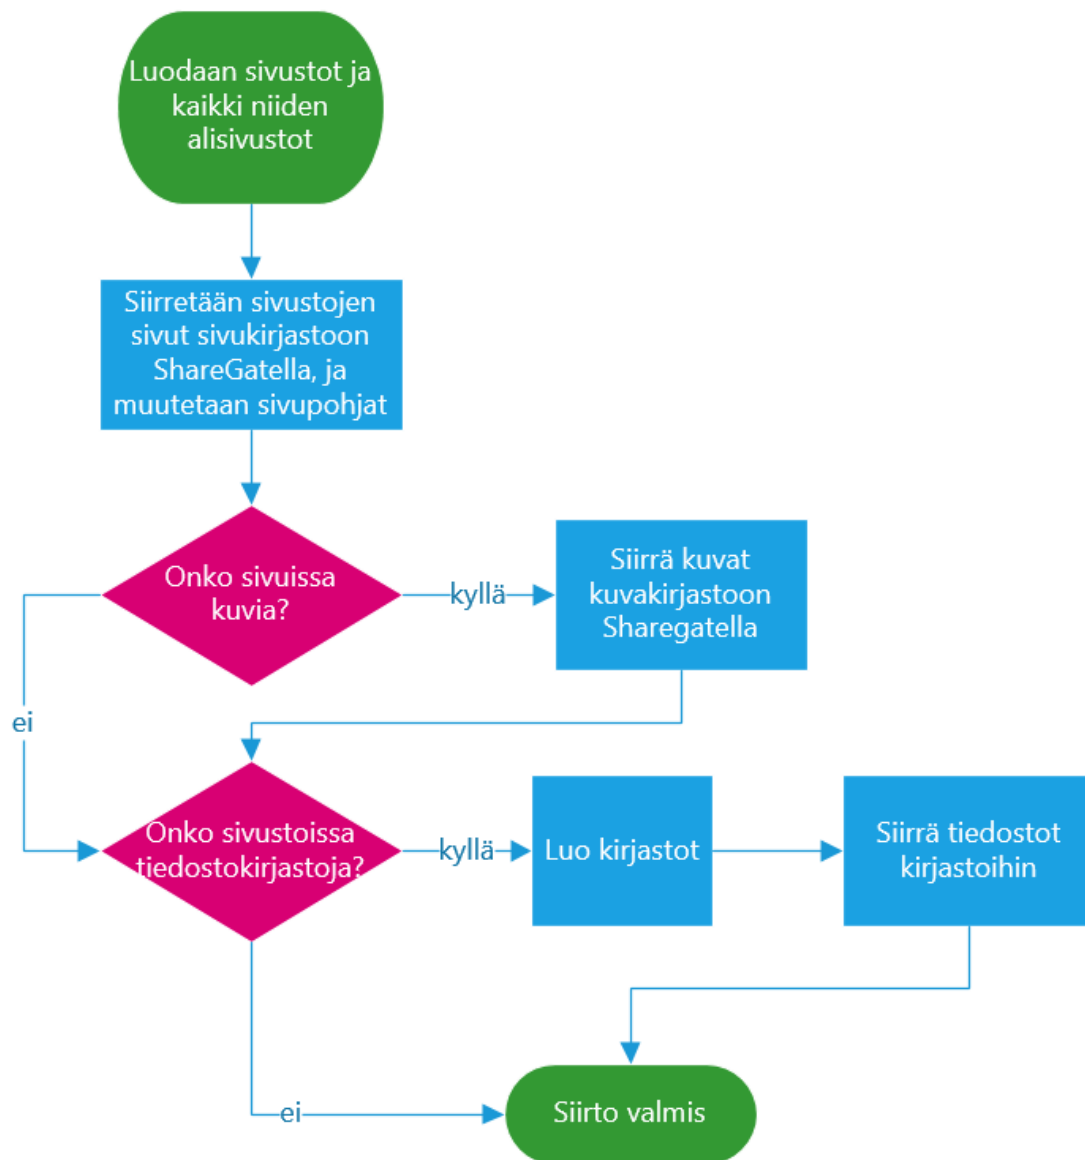 Luodaan sivustot ja
kaikki niiden
alisivustot
Siirretään sivustojen
sivut sivukirjastoon
ShareGatella, ja
muutetaan sivupohjat
Onko sivuissa
kuvia?
kyllä
Siirrä kuvat
kuvakirjastoon
Sharegatella
ei
Onko sivustoissa
tiedostokirjastoja?
kyllä
Luo kirjastot
Siirrä tiedostot
kirjastoihin
ei
Siirto valmis